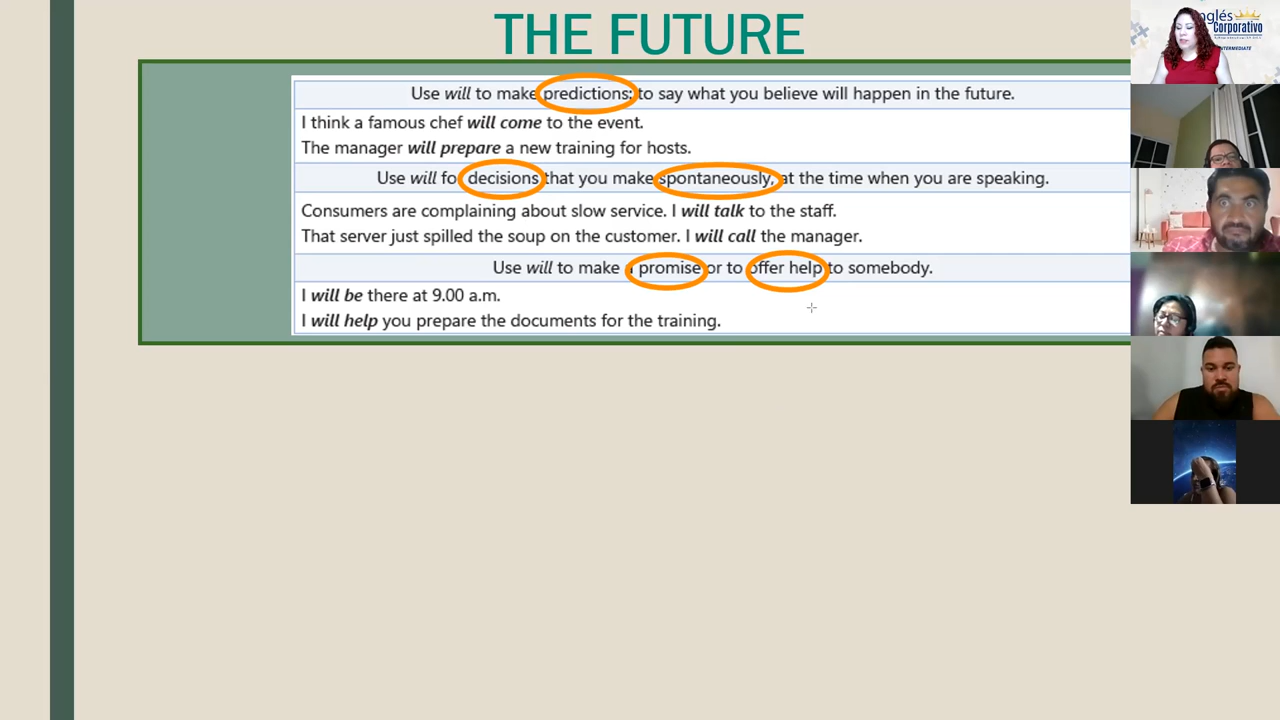 THE FUTURE
Use will to make predictions: to say what you believe will happen in the future.
I think a famous chef will come to the event.
The manager will prepare a new training for hosts.
Use will for decisions that you make spontaneously, at the time when you are speaking.
Consumers are complaining about slow service. I will talk to the staff.
That server just spilled the soup on the customer. I will call the manager.
Use will to make a promise or to offer help to somebody.
I will be there at 9.00 a.m.
I will help you prepare the documents for the training.
Inglés
Corporativo
INTERMEDIATE